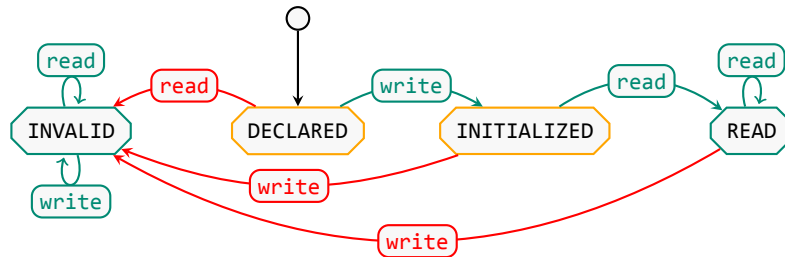 read
read
read
read
write
INVALID
DECLARED
INITIALIZED
READ
write
write
write